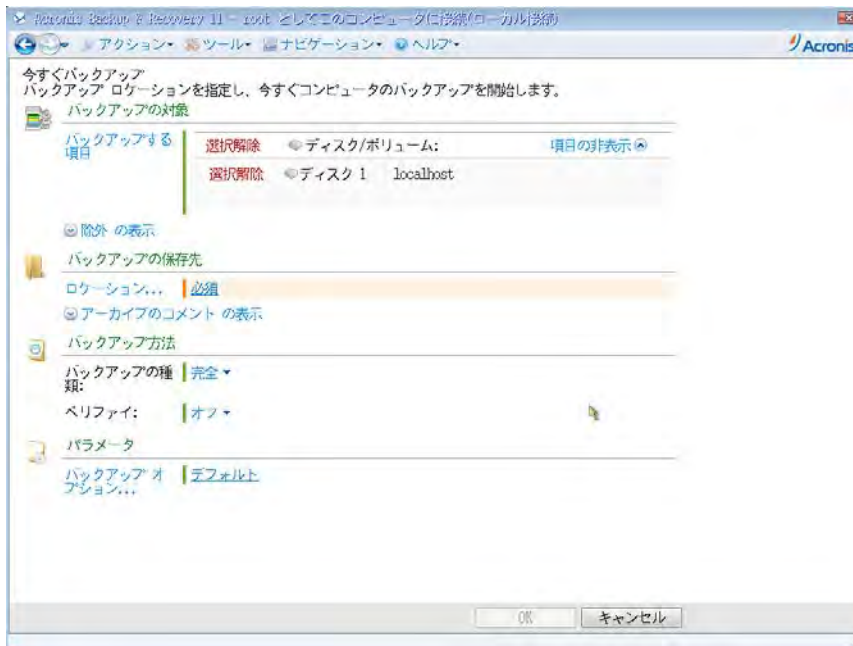 Acronis Backup & Recovery 11 - root としてこのコンピュータに接続(ローカル接続)
アクション ツール ナビゲーション ヘルプ
Acronis
今すぐバックアップ
バックアップ ロケーションを指定し、今すぐコンピュータのバックアップを開始します。
バックアップの対象
バックアップする
項目
選択解除 ディスク/ボリューム: 項目の非表示
選択解除 ディスク 1 localhost
除外 の表示
バックアップの保存先
ロケーション... 必須
アーカイブのコメント の表示
バックアップ方法
バックアップの種
類:
完全
ベリファイ: オフ
パラメータ
バックアップ オ
プション...
デフォルト
OK キャンセル